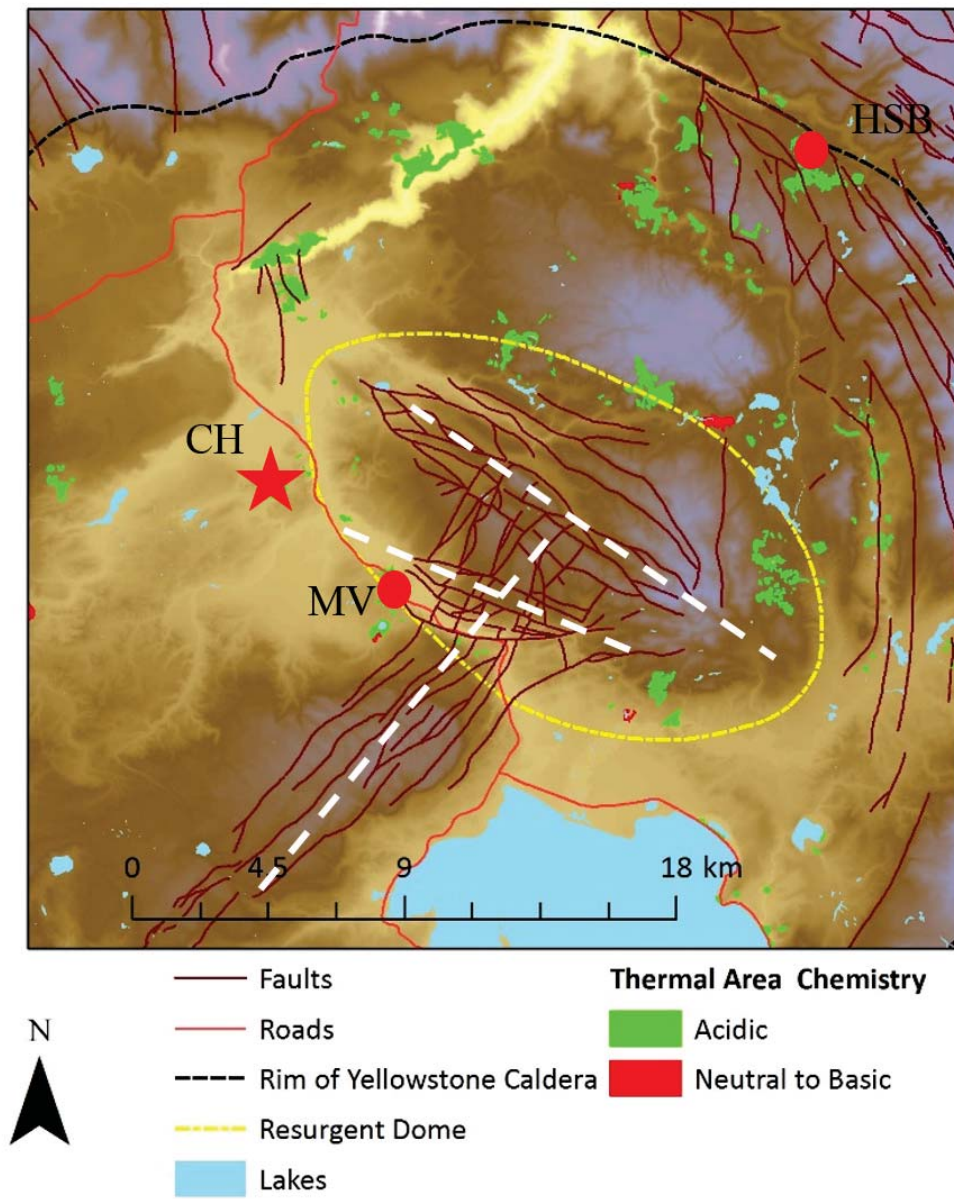 HSB
CH
MV
0 4.5 9 18 km
Faults
Roads
Rim of Yellowstone Caldera
Resurgent Dome
Lakes
Thermal Area Chemistry
Acidic
Neutral to Basic
N